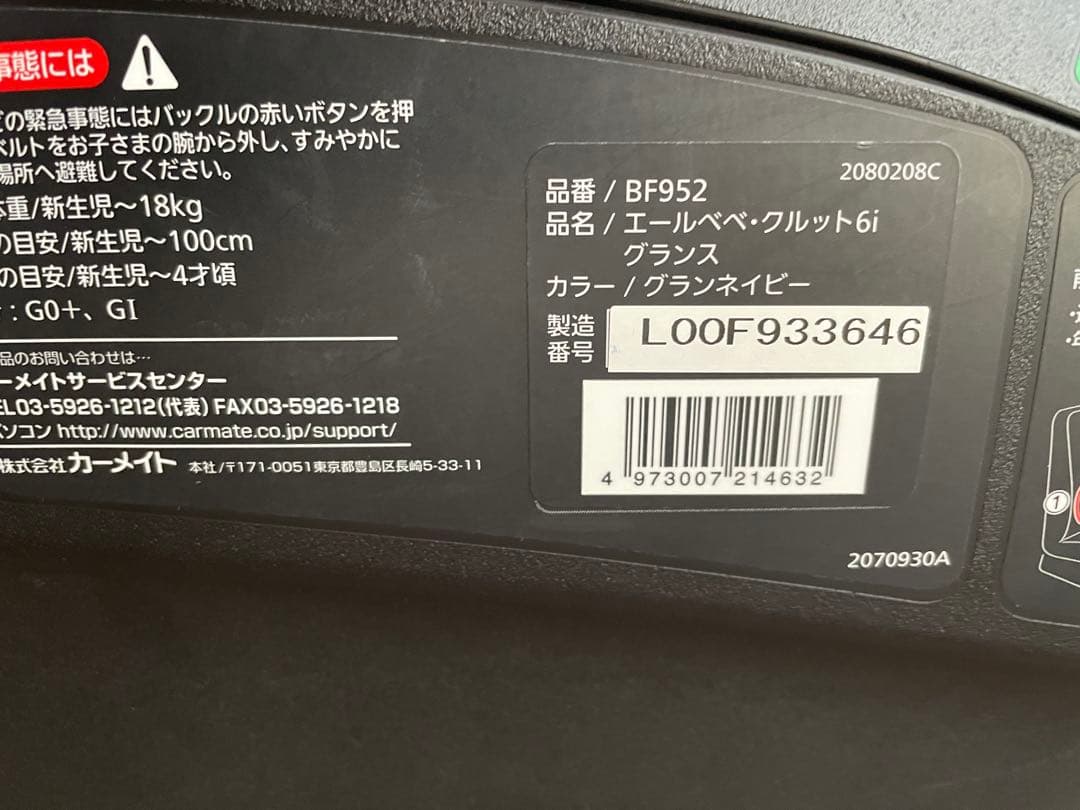 事態には
の緊急事態にはバックルの赤いボタンを押
ベルトをお子さまの腕から外し、すみやかに
場所へ避難してください。
体重/新生児〜18kg
の目安/新生児〜100cm
の目安/新生児〜4才頃
: G0+、GI
品のお問い合わせは…
ーメイトサービスセンター
EL03-5926-1212(代表) FAX03-5926-1218
パソコン http://www.carmate.co.jp/support/
株式会社カーメイト 本社/〒171-0051東京都豊島区長崎5-33-11
2080208C
品番 / BF952
品名 / エールベベ・クルット6i
グランス
カラー / グランネイビー
製造番号 L00F933646
4 973007 214632
2070930A
1